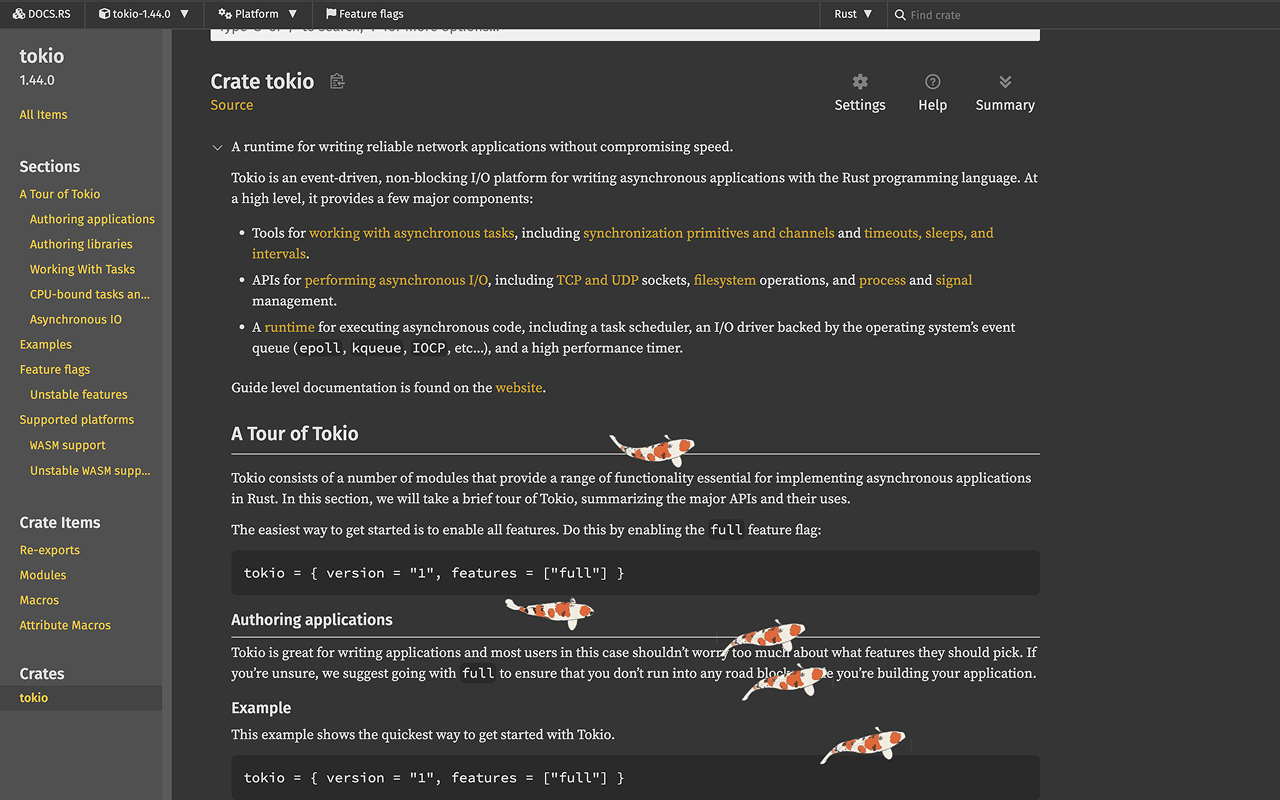 DOCS.RS tokio-1.44.0 ▼ Platform ▼ Feature flags Rust ▼ Find crate
tokio
1.44.0
All Items
Sections
A Tour of Tokio
Authoring applications
Authoring libraries
Working With Tasks
CPU-bound tasks an...
Asynchronous IO
Examples
Feature flags
Unstable features
Supported platforms
WASM support
Unstable WASM supp...
Crate Items
Re-exports
Modules
Macros
Attribute Macros
Crates
tokio
Crate tokio
Source
Settings Help Summary
A runtime for writing reliable network applications without compromising speed.
Tokio is an event-driven, non-blocking I/O platform for writing asynchronous applications with the Rust programming language. At
a high level, it provides a few major components:
• Tools for working with asynchronous tasks, including synchronization primitives and channels and timeouts, sleeps, and
intervals.
• APIs for performing asynchronous I/O, including TCP and UDP sockets, filesystem operations, and process and signal
management.
• A runtime for executing asynchronous code, including a task scheduler, an I/O driver backed by the operating system’s event
queue (epoll, kqueue, IOCP, etc…), and a high performance timer.
Guide level documentation is found on the website.
A Tour of Tokio
Tokio consists of a number of modules that provide a range of functionality essential for implementing asynchronous applications
in Rust. In this section, we will take a brief tour of Tokio, summarizing the major APIs and their uses.
The easiest way to get started is to enable all features. Do this by enabling the full feature flag:
tokio = { version = "1", features = ["full"] }
Authoring applications
Tokio is great for writing applications and most users in this case shouldn’t worry too much about what features they should pick. If
you’re unsure, we suggest going with full to ensure that you don’t run into any road you’re building your application.
Example
This example shows the quickest way to get started with Tokio.
tokio = { version = "1", features = ["full"] }